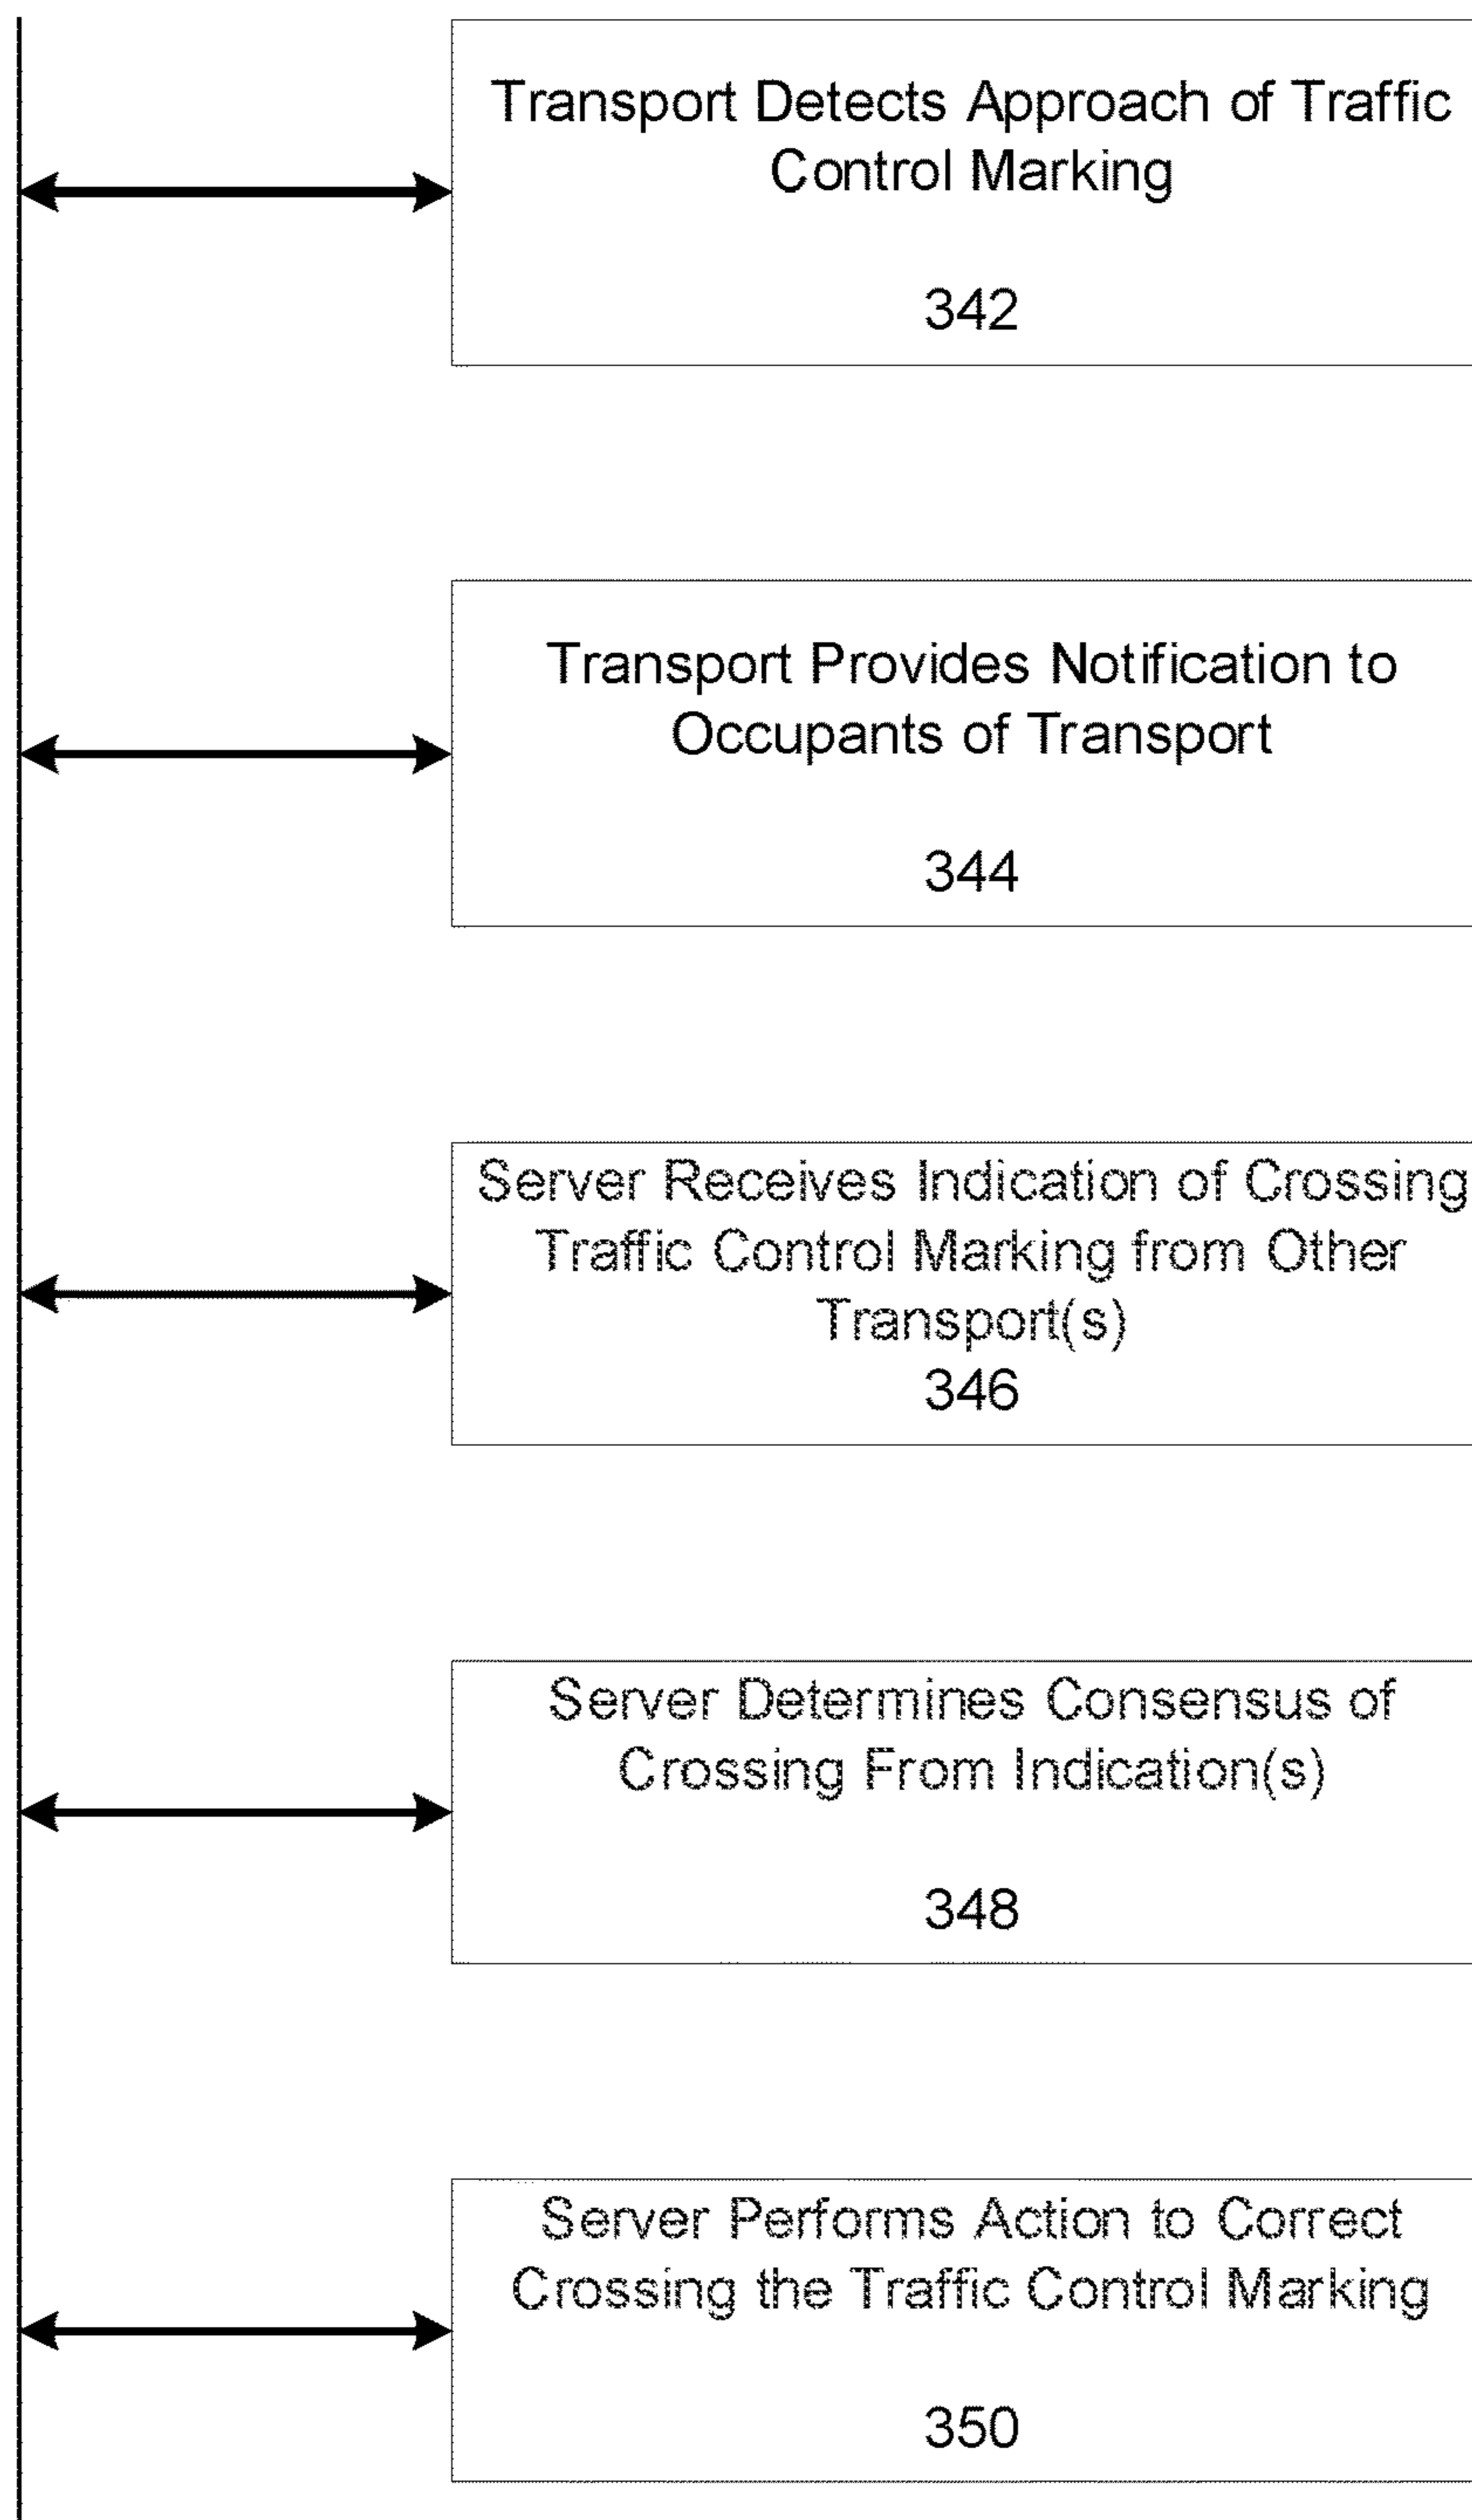 Transport Detects Approach of Traffic
Control Marking
342
Transport Provides Notification to
Occupants of Transport
344
Server Receives Indication of Crossing
Traffic Control Marking from Other
Transport(s)
346
Server Determines Consensus of
Crossing From Indication(s)
348
Server Performs Action to Correct
Crossing the Traffic Control Marking
350